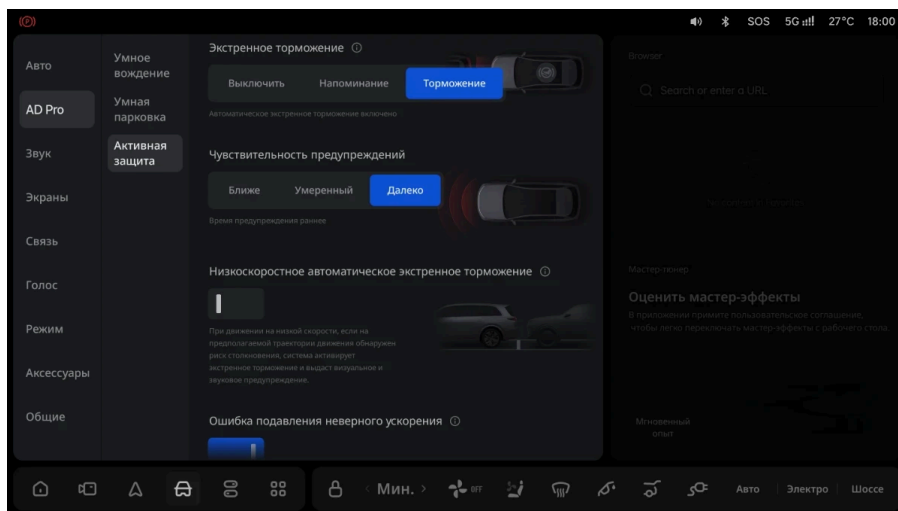 (P)
SOS 5G 27°C 18:00
Авто
AD Pro
Звук
Экраны
Связь
Голос
Режим
Аксессуары
Общие
Умное
вождение
Умная
парковка
Активная
защита
Экстренное торможение
Выключить Напоминание Торможение
Автоматическое экстренное торможение включено
Чувствительность предупреждений
Ближе Умеренный Далеко
Время предупреждения раннее
Низкоскоростное автоматическое экстренное торможение
При движении на низкой скорости, если на
предполагаемой траектории движения обнаружен
риск столкновения, система активирует
экстренное торможение и выдаст визуальное и
звуковое предупреждение.
Ошибка подавления неверного ускорения
Browser
Search or enter a URL
Мастер-тюнер
Оценить мастер-эффекты
В приложении примите пользовательское соглашение,
чтобы легко переключать мастер-эффекты с рабочего стола.
Мгновенный
опыт
Мин. OFF Авто Электро Шоссе